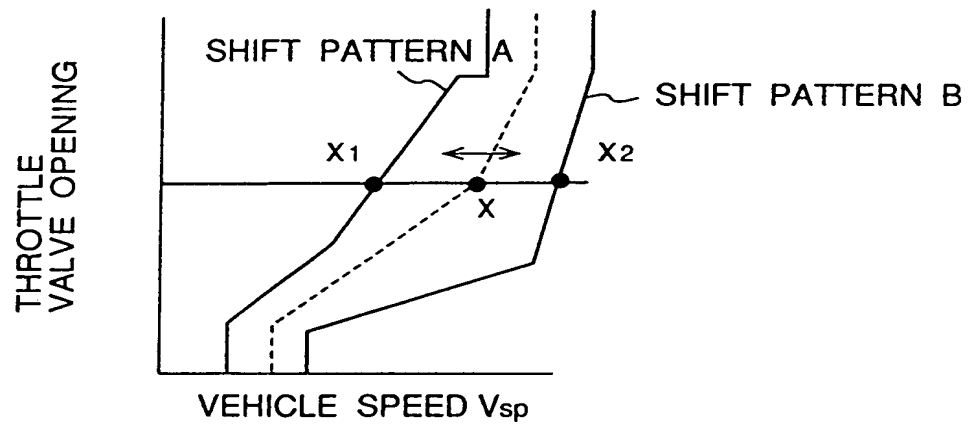 SHIFT PATTERN A
SHIFT PATTERN B
X1
X2
X
THROTTLE
VALVE OPENING
VEHICLE SPEED Vsp